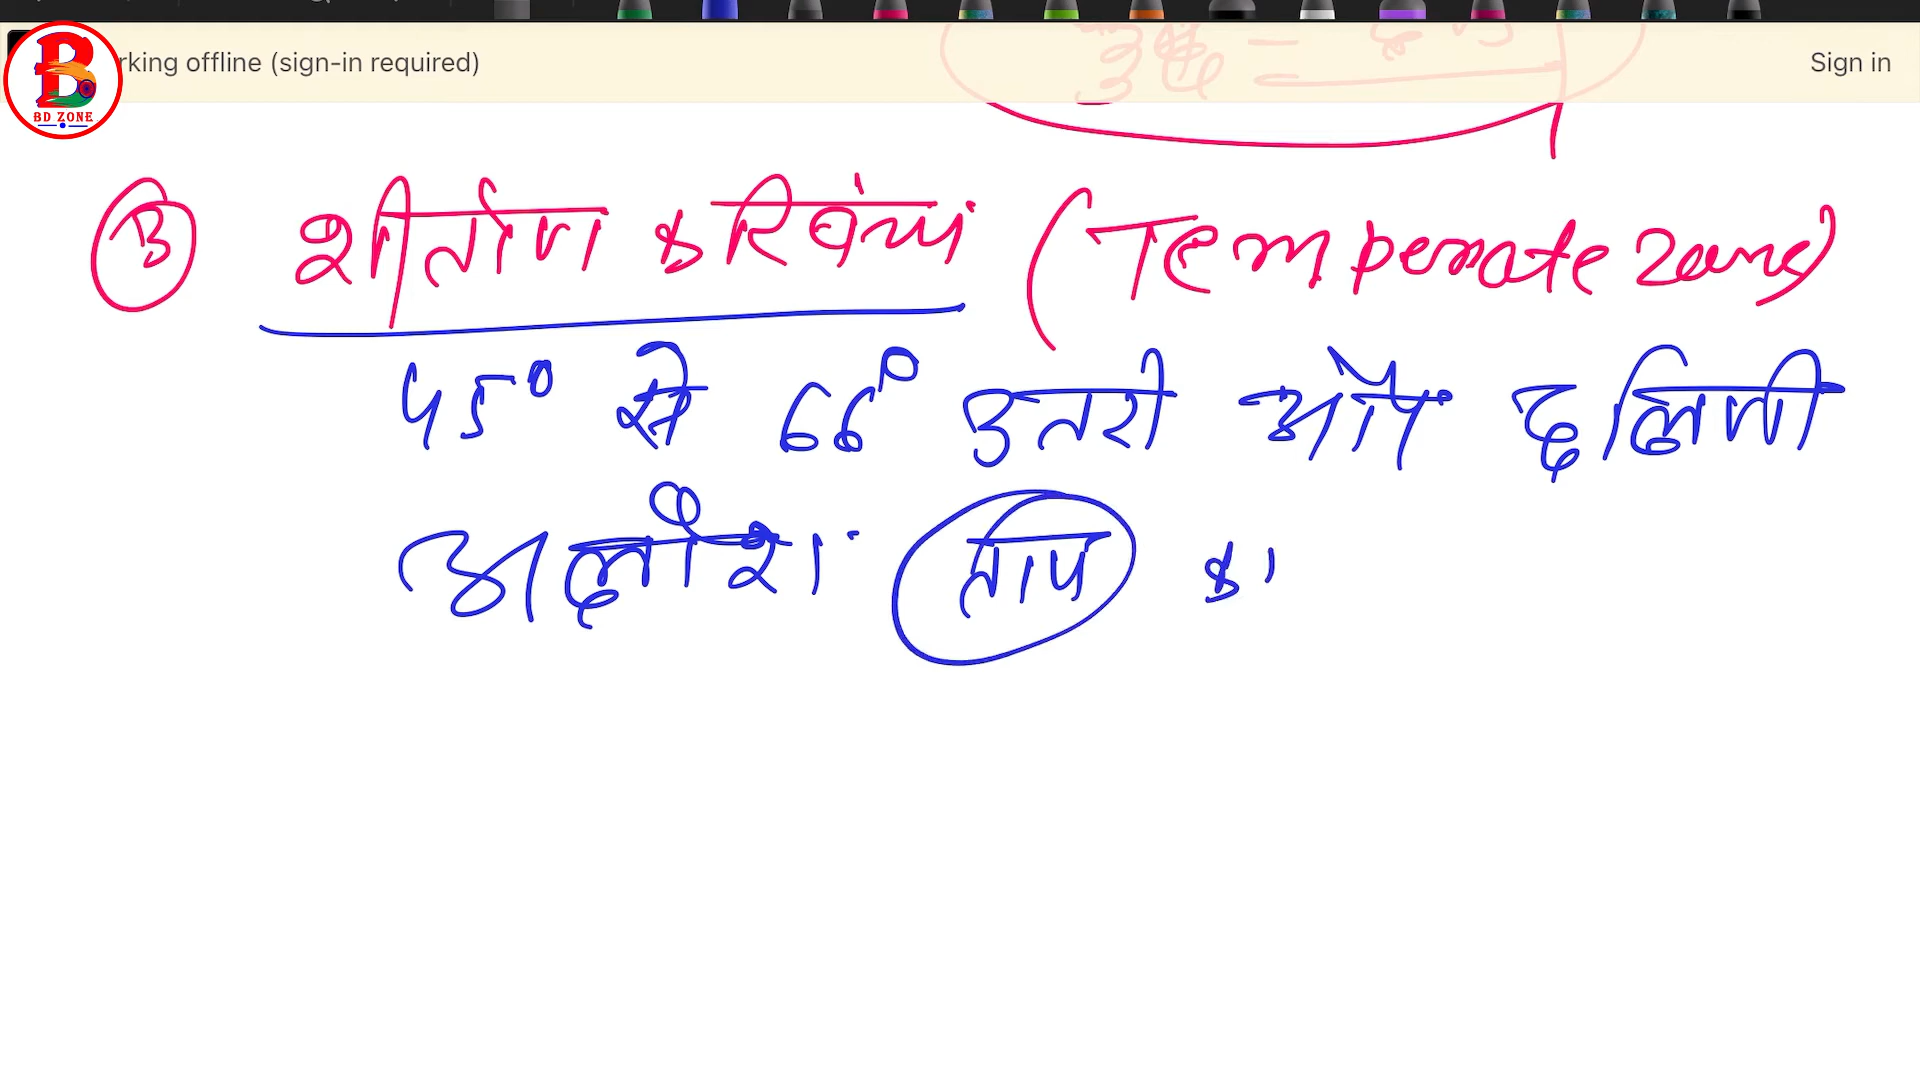 rking offline (sign-in required)
Sign in
BD ZONE
③ शीतोष्ण कटिबंध (Temperate zone)
45° से 66° उत्तरी और दक्षिणी
अक्षांश ताप का